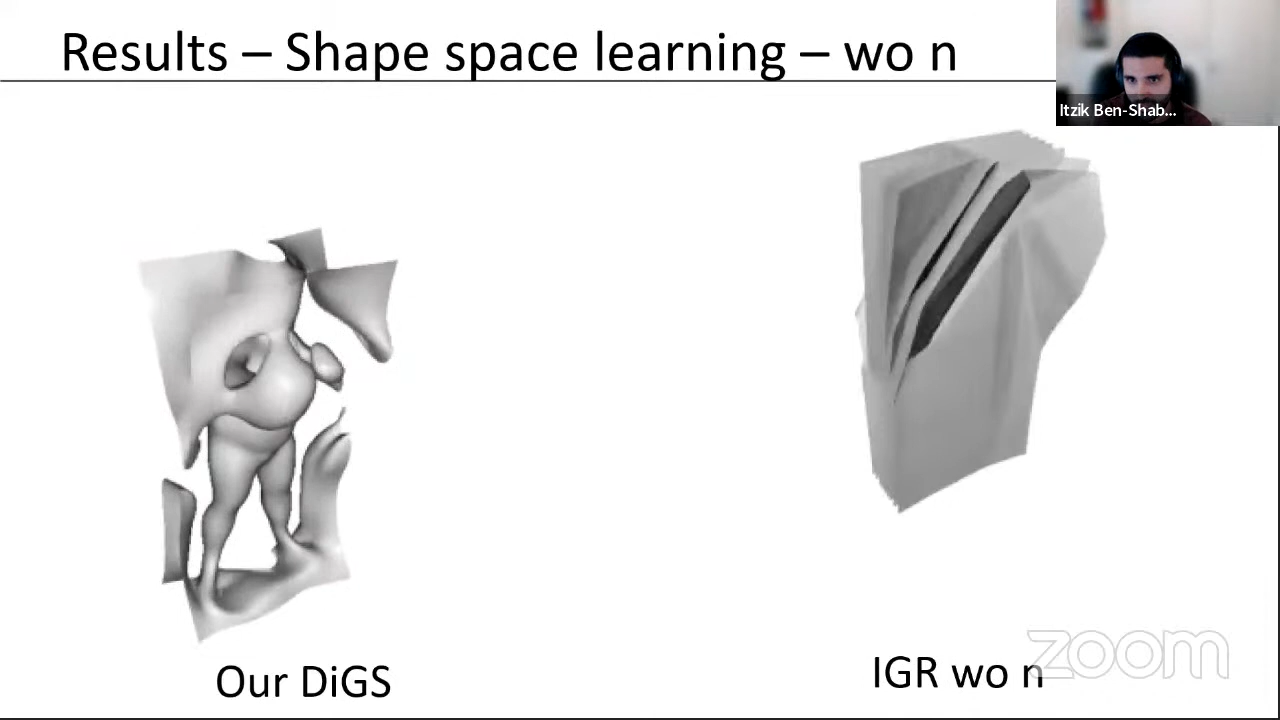 Results – Shape space learning – wo n
Itzik Ben-Shab...
Our DiGS
IGR wo n
zoom